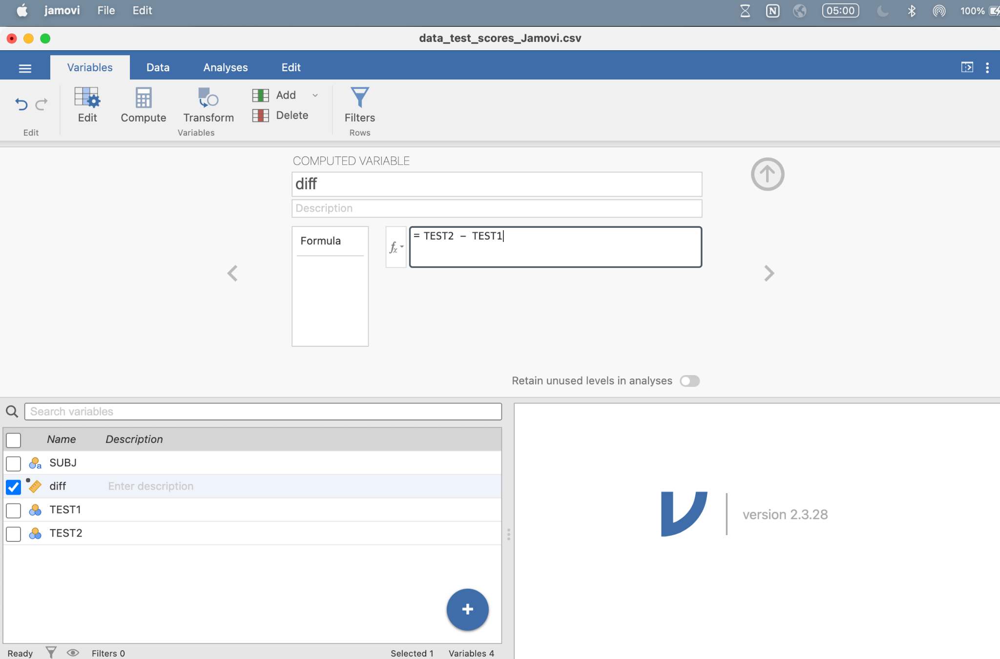 jamovi File Edit N 05:00 100%
data_test_scores_Jamovi.csv
Variables Data Analyses Edit
Edit Compute Transform Add Delete Filters
Edit Variables Rows
COMPUTED VARIABLE
diff
Description
Formula
fx = TEST2 – TEST1
Retain unused levels in analyses
Search variables
Name Description
a SUBJ
diff Enter description
TEST1
TEST2
version 2.3.28
Ready Filters 0 Selected 1 Variables 4